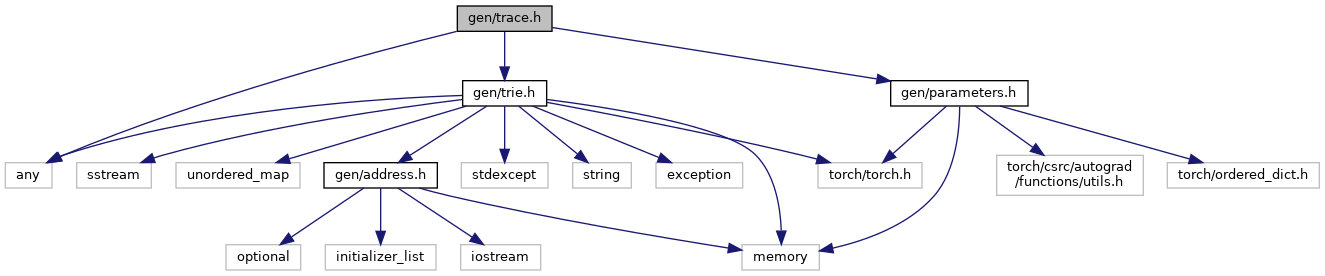 gen/trace.h
gen/trie.h
gen/parameters.h
any
sstream
unordered_map
gen/address.h
stdexcept
string
exception
torch/torch.h
torch/csrc/autograd
/functions/utils.h
torch/ordered_dict.h
optional
initializer_list
iostream
memory